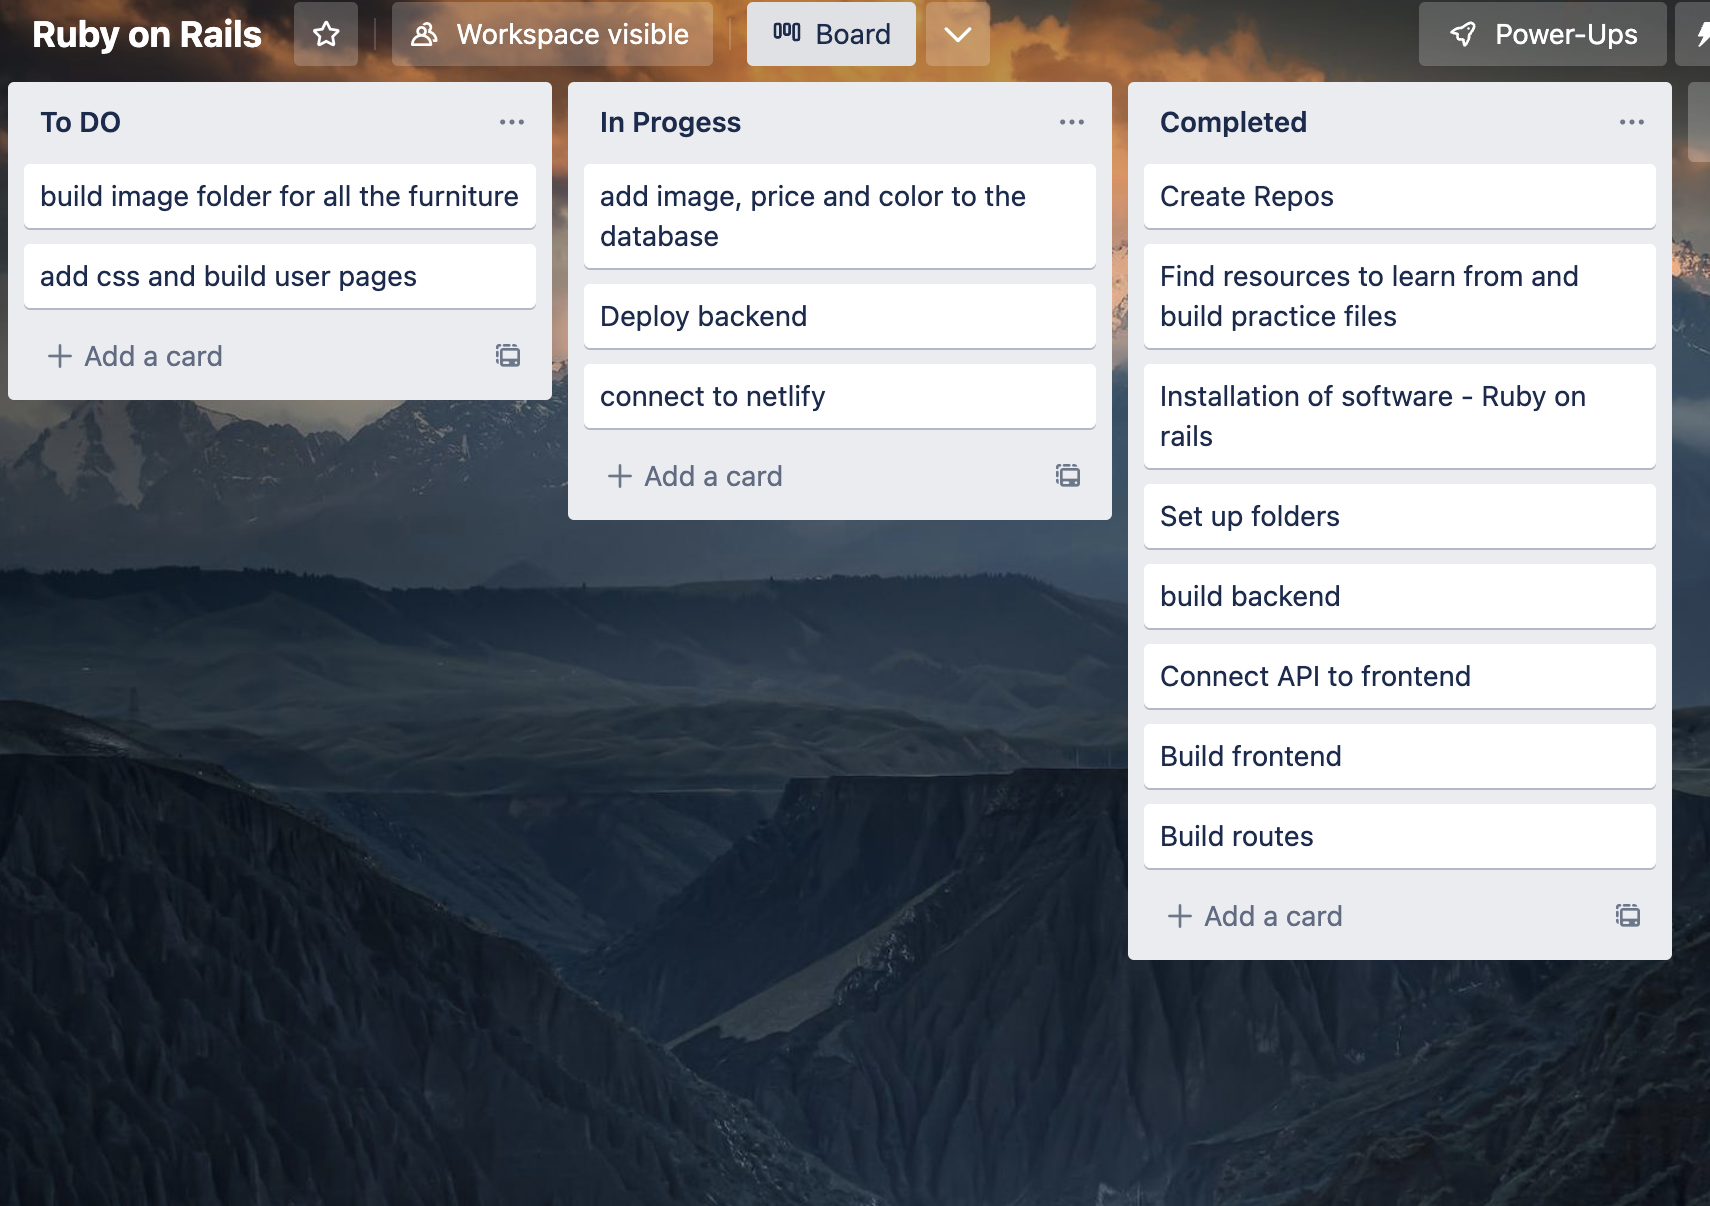 Ruby on Rails
Workspace visible
Board
Power-Ups
To DO
build image folder for all the furniture
add css and build user pages
Add a card
In Progess
add image, price and color to the
database
Deploy backend
connect to netlify
Add a card
Completed
Create Repos
Find resources to learn from and
build practice files
Installation of software - Ruby on
rails
Set up folders
build backend
Connect API to frontend
Build frontend
Build routes
Add a card